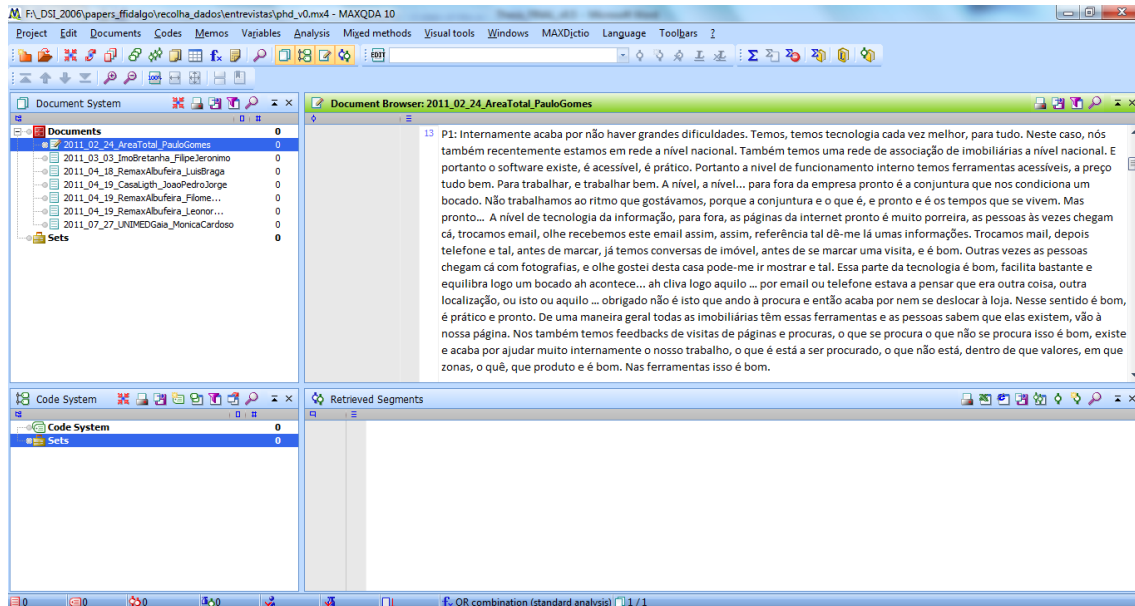 F:\_DSI_2006\papers_ffidalgo\recolha_dados\entrevistas\phd_v0.mx4 - MAXQDA 10
Project Edit Documents Codes Memos Variables Analysis Mixed methods Visual tools Windows MAXDictio Language Toolbars ?
Document System
Documents 0
2011_02_24_AreaTotal_PauloGomes 0
2011_03_03_ImoBretanha_FilipeJeronimo 0
2011_04_18_RemaxAlbufeira_LuisBraga 0
2011_04_19_CasaLigth_JoaoPedroJorge 0
2011_04_19_RemaxAlbufeira_Filome... 0
2011_04_19_RemaxAlbufeira_Leonor... 0
2011_07_27_UNIMEDGaia_MonicaCardoso 0
Sets 0
Document Browser: 2011_02_24_AreaTotal_PauloGomes
13 P1: Internamente acaba por não haver grandes dificuldades. Temos, temos tecnologia cada vez melhor, para tudo. Neste caso, nós
também recentemente estamos em rede a nível nacional. Também temos uma rede de associação de imobiliárias a nível nacional. E
portanto o software existe, é acessível, é prático. Portanto a nivel de funcionamento interno temos ferramentas acessíveis, a preço
tudo bem. Para trabalhar, e trabalhar bem. A nível, a nível... para fora da empresa pronto é a conjuntura que nos condiciona um
bocado. Não trabalhamos ao ritmo que gostávamos, porque a conjuntura e o que é, e pronto e é os tempos que se vivem. Mas
pronto... A nível de tecnologia da informação, para fora, as páginas da internet pronto é muito porreira, as pessoas às vezes chegam
cá, trocamos email, olhe recebemos este email assim, assim, referência tal dê-me lá umas informações. Trocamos mail, depois
telefone e tal, antes de marcar, já temos conversas de imóvel, antes de se marcar uma visita, e é bom. Outras vezes as pessoas
chegam cá com fotografias, e olhe gostei desta casa pode-me ir mostrar e tal. Essa parte da tecnologia é bom, facilita bastante e
equilibra logo um bocado ah acontece... ah cliva logo aquilo ... por email ou telefone estava a pensar que era outra coisa, outra
localização, ou isto ou aquilo ... obrigado não é isto que ando à procura e então acaba por nem se deslocar à loja. Nesse sentido é bom,
é prático e pronto. De uma maneira geral todas as imobiliárias têm essas ferramentas e as pessoas sabem que elas existem, vão à
nossa página. Nos também temos feedbacks de visitas de páginas e procuras, o que se procura o que não se procura isso é bom, existe
e acaba por ajudar muito internamente o nosso trabalho, o que é está a ser procurado, o que não está, dentro de que valores, em que
zonas, o quê, que produto e é bom. Nas ferramentas isso é bom.
Code System
Code System 0
Sets 0
Retrieved Segments
0 0 0 0 OR combination (standard analysis) 1 / 1